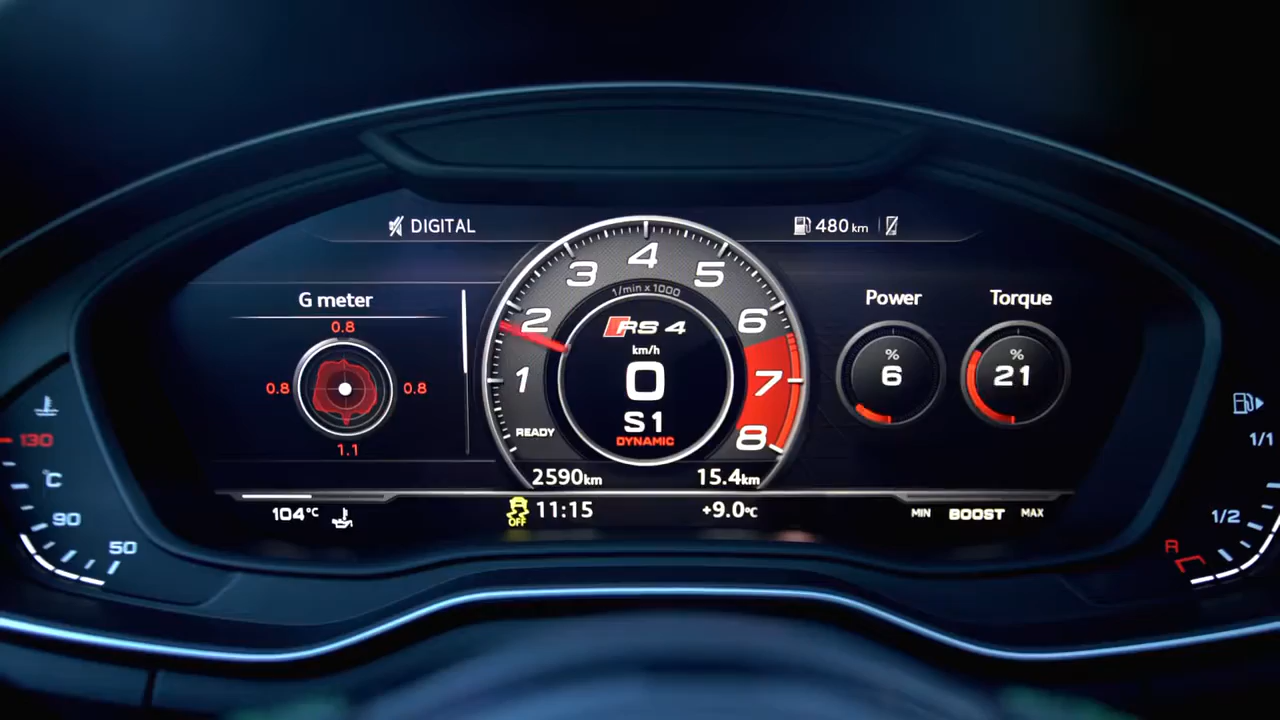 DIGITAL
480 km
G meter
0.8
0.8
0.8
1.1
1
2
3
4
5
6
7
8
1/min x 1000
RS 4
km/h
0
S 1
DYNAMIC
READY
2590km
15.4km
Power
%
6
Torque
%
21
104°C
OFF
11:15
+9.0°C
MIN BOOST MAX
130
°C
90
50
1/1
1/2
R